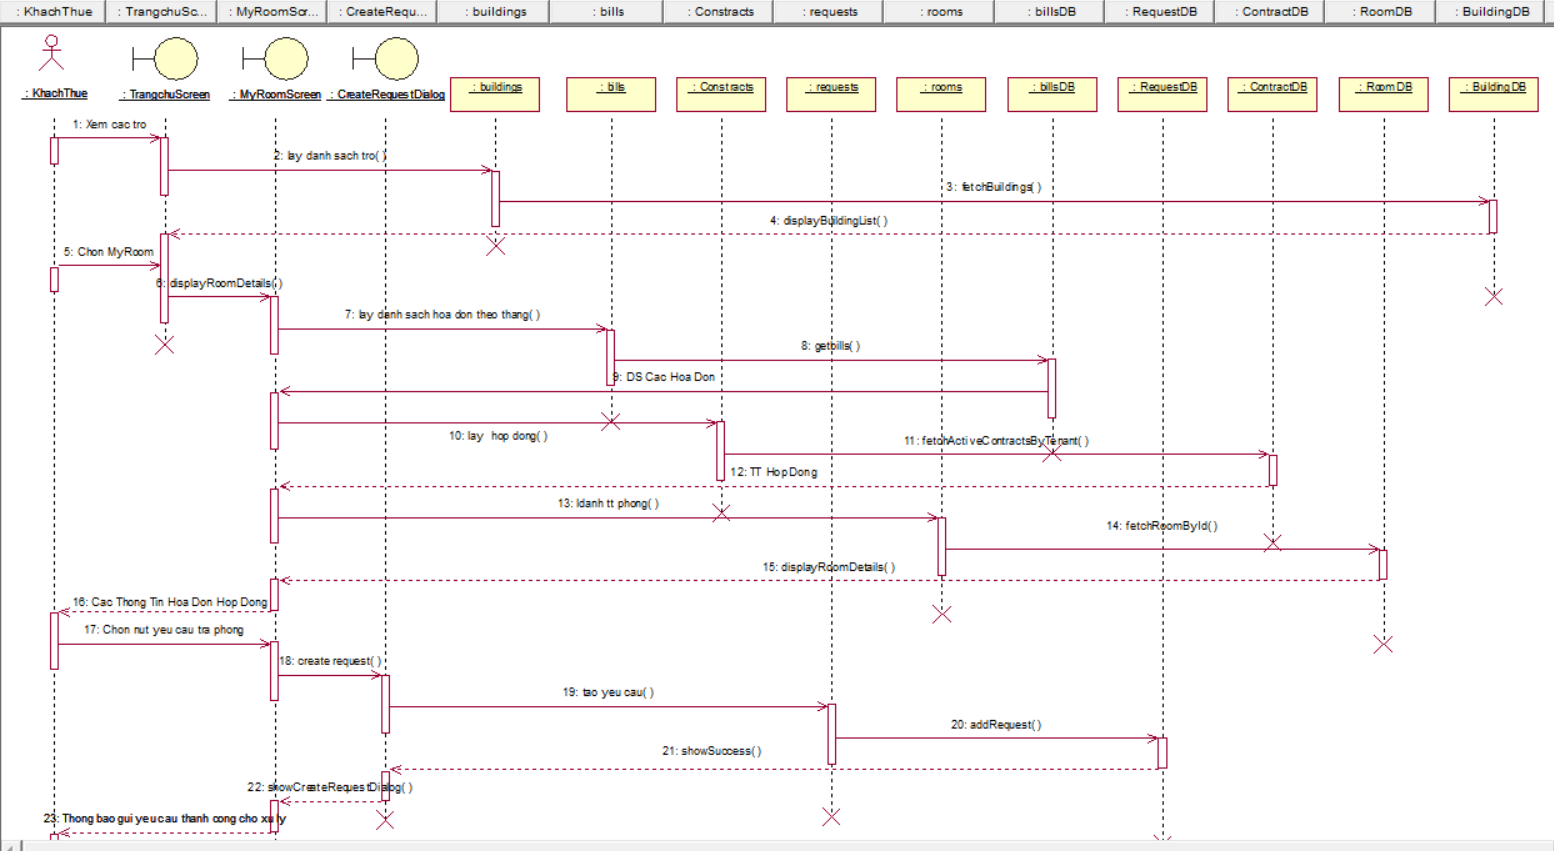 : KhachThue
: TrangchuSc...
: MyRoomScr...
: CreateRequ...
: buildings
: bills
: Constracts
: requests
: rooms
: billsDB
: RequestDB
: ContractDB
: RoomDB
: BuildingDB
: KhachThue
: TrangchuScreen
: MyRoomScreen
: CreateRequestDialog
: buildings
: bills
: Constracts
: requests
: rooms
: billsDB
: RequestDB
: ContractDB
: RoomDB
: BuildingDB
1: Xem cac tro
2: lay danh sach tro( )
3: fetchBuildings( )
4: displayBuildingList( )
5: Chon MyRoom
6: displayRoomDetails( )
7: lay danh sach hoa don theo thang( )
8: getbills( )
9: DS Cac Hoa Don
10: lay hop dong( )
11: fetchActiveContractsByTenant( )
12: TT HopDong
13: ldanh tt phong( )
14: fetchRoomById( )
15: displayRoomDetails( )
16: Cac Thong Tin Hoa Don Hop Dong
17: Chon nut yeu cau tra phong
18: create request( )
19: tao yeu cau( )
20: addRequest( )
21: showSuccess( )
22: showCreateRequestDialog( )
23: Thong bao gui yeu cau thanh cong cho xu ly